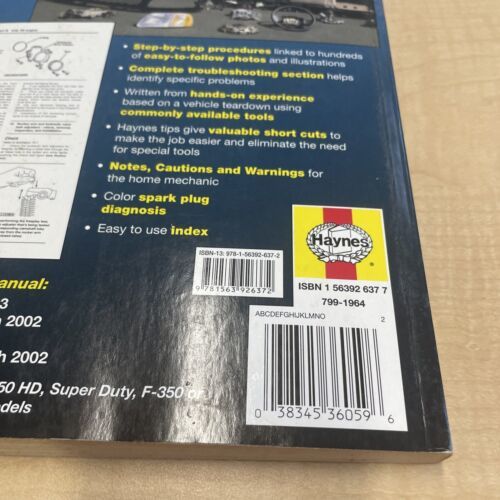 • Step-by-step procedures linked to hundreds
of easy-to-follow photos and illustrations
• Complete troubleshooting section helps
identify specific problems
• Written from hands-on experience
based on a vehicle teardown using
commonly available tools
• Haynes tips give valuable short cuts to
make the job easier and eliminate the need
for special tools
• Notes, Cautions and Warnings for
the home mechanic
• Color spark plug
diagnosis
• Easy to use index
ISBN-13: 978-1-56392-637-2
9 781563 926372
Haynes
®
ISBN 1 56392 637 7
799-1964
ABCDEFGHIJKLMNO
2
0 38345 36059 6
anual:
3
2002
h 2002
50 HD, Super Duty, F-350 or
odels